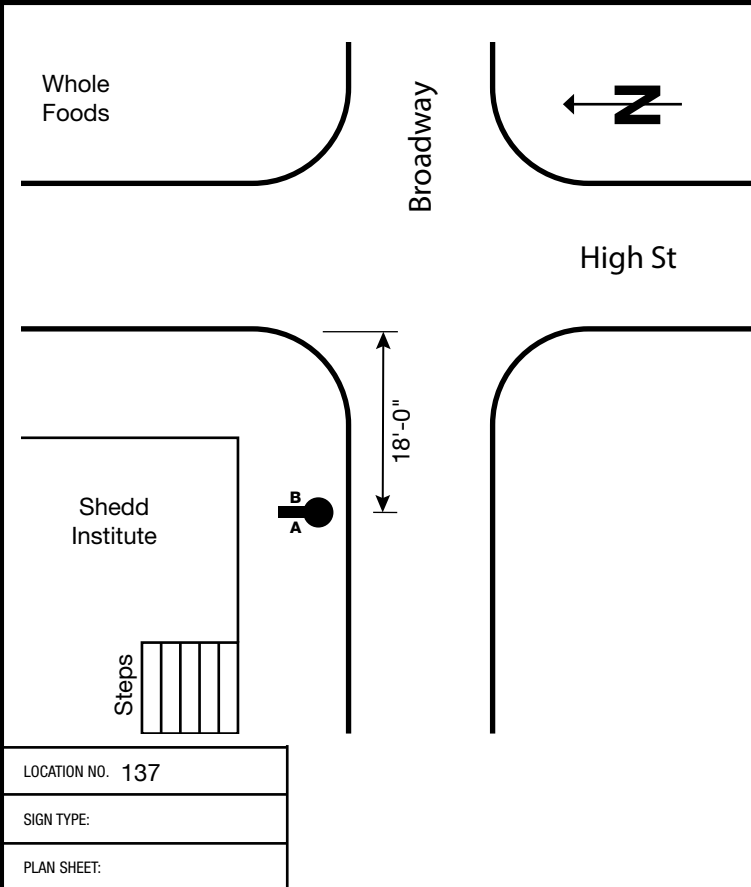 Whole
Foods
Broadway
N
High St
18'-0"
B
A
Shedd
Institute
Steps
LOCATION NO. 137
SIGN TYPE:
PLAN SHEET: